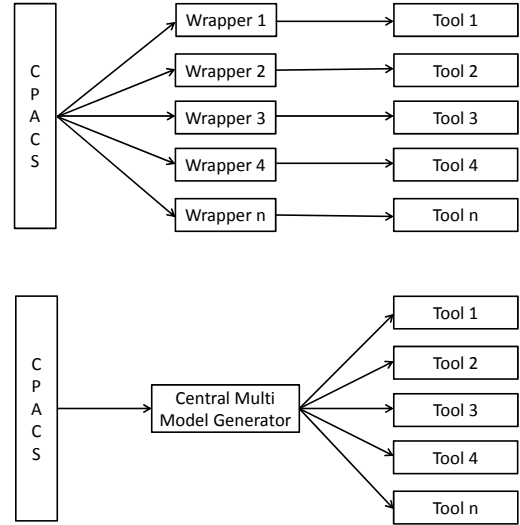 C
P
A
C
S
Wrapper 1
Tool 1
Wrapper 2
Tool 2
Wrapper 3
Tool 3
Wrapper 4
Tool 4
Wrapper n
Tool n
C
P
A
C
S
Central Multi
Model Generator
Tool 1
Tool 2
Tool 3
Tool 4
Tool n